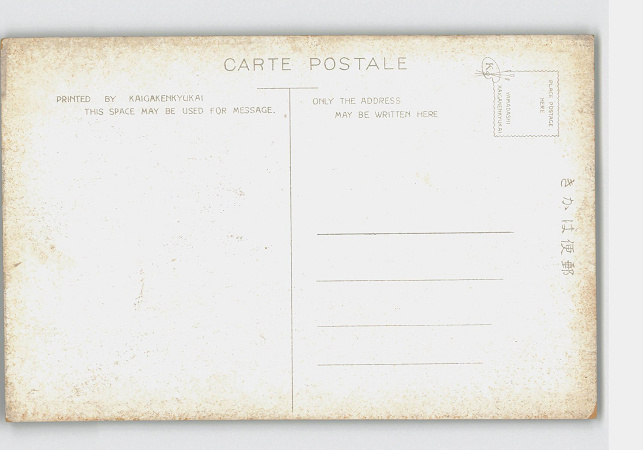 CARTE POSTALE
PRINTED BY KAIGAKENKYUKAI
THIS SPACE MAY BE USED FOR MESSAGE.
ONLY THE ADDRESS
MAY BE WRITTEN HERE
K
PLACE POSTAGE
HERE
KAIGAKENKYUKAI
きかは便郵